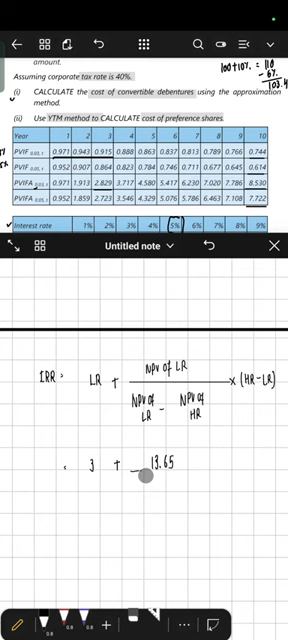 amount.
100+10% = 110
- 6%
Assuming corporate tax rate is 40%.
(i) CALCULATE the cost of convertible debentures using the approximation
method.
(ii) Use YTM method to CALCULATE cost of preference shares.
Year 1 2 3 4 5 6 7 8 9 10
PVIF 0.03, t 0.971 0.943 0.915 0.888 0.863 0.837 0.813 0.789 0.766 0.744
PVIF 0.05, t 0.952 0.907 0.864 0.823 0.784 0.746 0.711 0.677 0.645 0.614
PVIFA 0.03, t 0.971 1.913 2.829 3.717 4.580 5.417 6.230 7.020 7.786 8.530
PVIFA 0.05, t 0.952 1.859 2.723 3.546 4.329 5.076 5.786 6.463 7.108 7.722
Interest rate 1% 2% 3% 4% 5% 6% 7% 8% 9%
Untitled note
IRR = LR + NPV of LR × (HR - LR)
NPV of LR - NPV of HR
= 3 + 13.65
0.8 0.8 0.8